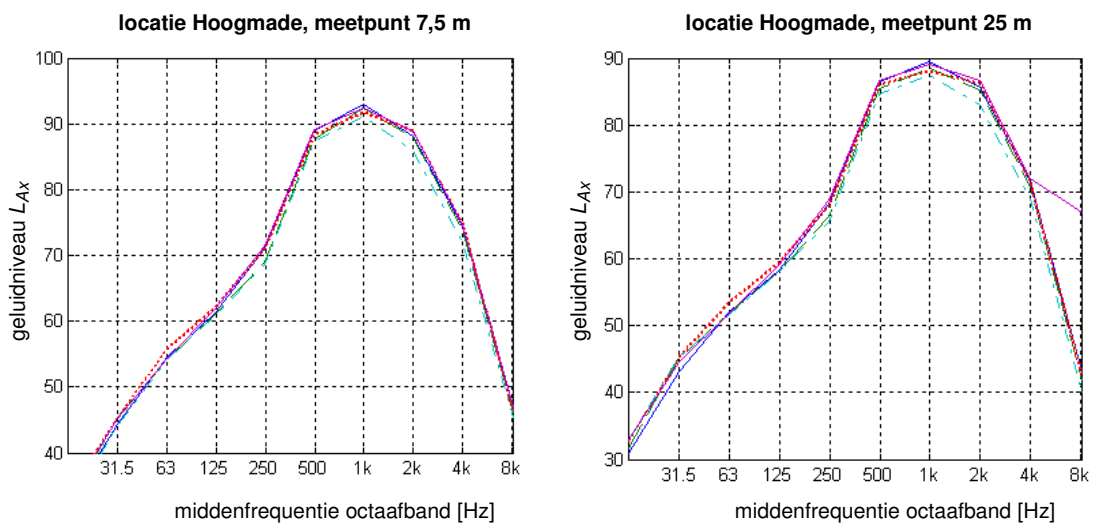 locatie Hoogmade, meetpunt 7,5 m
100
90
80
70
60
50
40
geluidniveau LAx
31.5 63 125 250 500 1k 2k 4k 8k
middenfrequentie octaafband [Hz]
locatie Hoogmade, meetpunt 25 m
90
80
70
60
50
40
30
geluidniveau LAx
31.5 63 125 250 500 1k 2k 4k 8k
middenfrequentie octaafband [Hz]